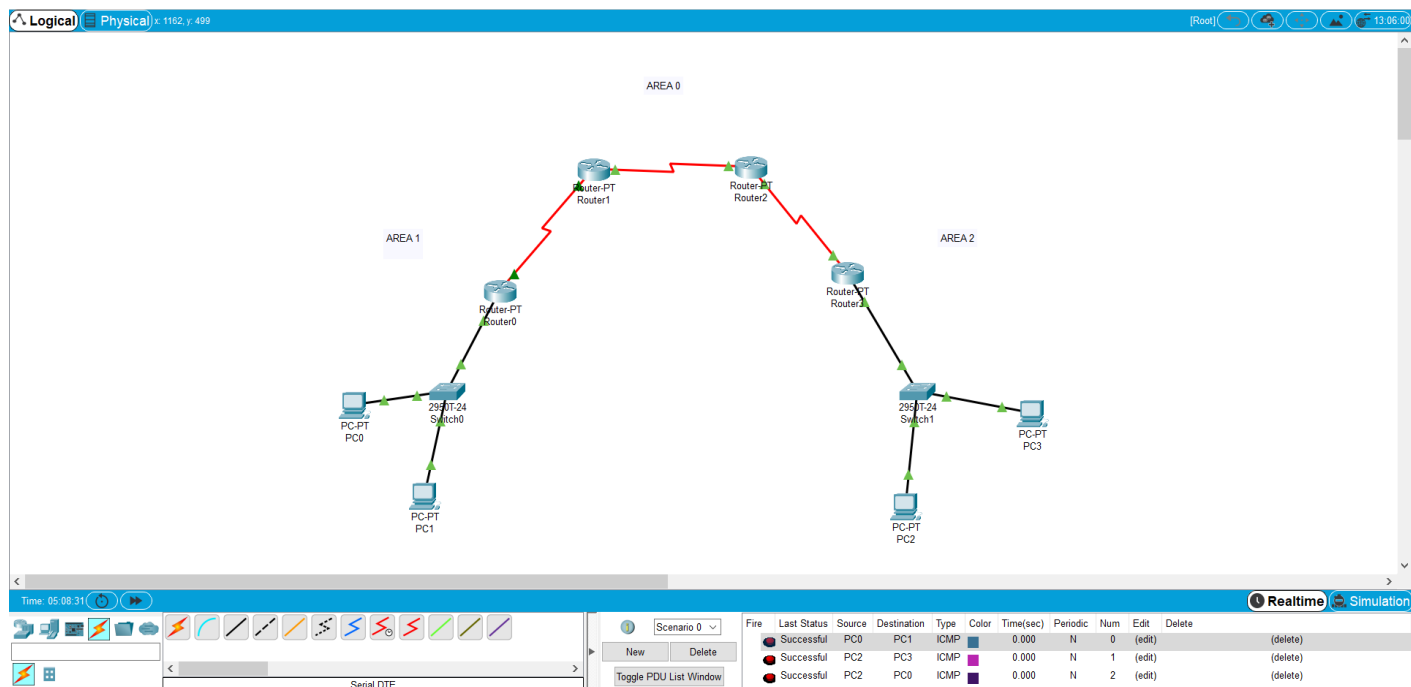 Logical Physical x: 1162, y: 499 [Root] 13:06:00
AREA 0
Router-PT
Router1
Router-PT
Router2
AREA 1
AREA 2
Router-PT
Router0
Router-PT
Router3
2950T-24
Switch0
2950T-24
Switch1
PC-PT
PC0
PC-PT
PC3
PC-PT
PC1
PC-PT
PC2
Time: 05:08:31 Realtime Simulation
Scenario 0
New Delete
Toggle PDU List Window
Fire Last Status Source Destination Type Color Time(sec) Periodic Num Edit Delete
Successful PC0 PC1 ICMP 0.000 N 0 (edit) (delete)
Successful PC2 PC3 ICMP 0.000 N 1 (edit) (delete)
Successful PC2 PC0 ICMP 0.000 N 2 (edit) (delete)
Serial DTE